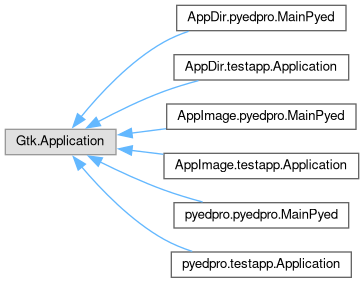 AppDir.pyedpro.MainPyed
AppDir.testapp.Application
AppImage.pyedpro.MainPyed
Gtk.Application
AppImage.testapp.Application
pyedpro.pyedpro.MainPyed
pyedpro.testapp.Application